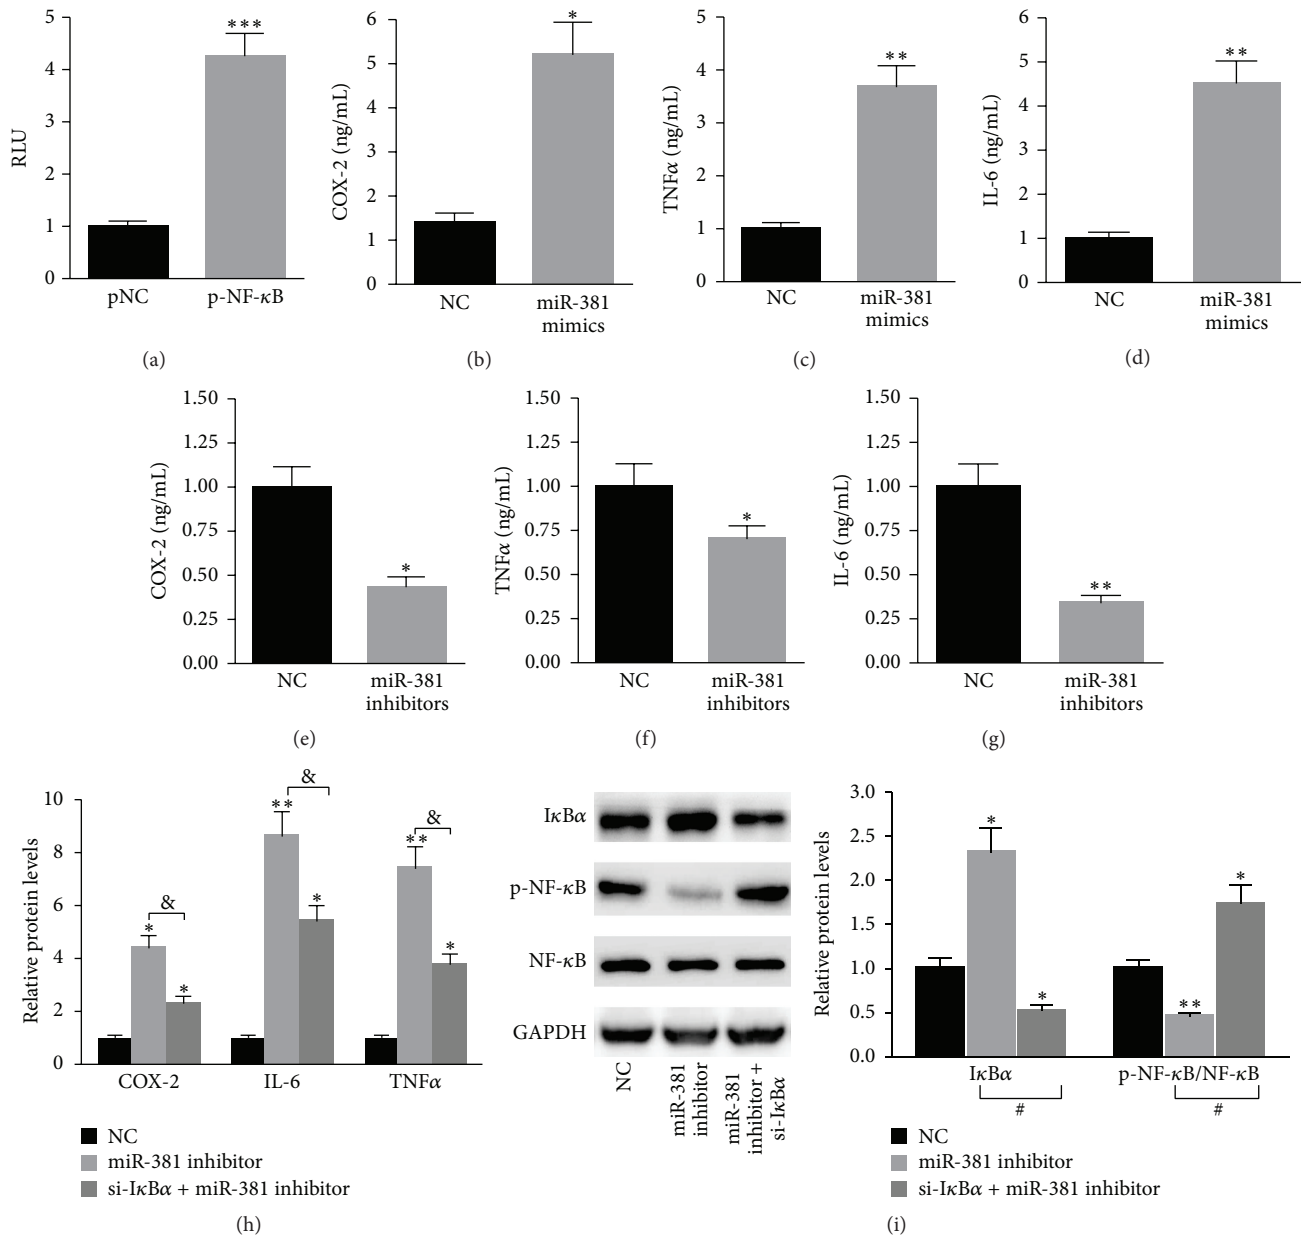 RLU
5
4
3
2
1
0
***
pNC
p-NF-κB
(a)
COX-2 (ng/mL)
6
5
4
3
2
1
0
*
NC
miR-381
mimics
(b)
TNFα (ng/mL)
5
4
3
2
1
0
**
NC
miR-381
mimics
(c)
IL-6 (ng/mL)
6
5
4
3
2
1
0
**
NC
miR-381
mimics
(d)
COX-2 (ng/mL)
1.50
1.25
1.00
0.75
0.50
0.25
0.00
*
NC
miR-381
inhibitors
(e)
TNFα (ng/mL)
1.50
1.25
1.00
0.75
0.50
0.25
0.00
*
NC
miR-381
inhibitors
(f)
IL-6 (ng/mL)
1.50
1.25
1.00
0.75
0.50
0.25
0.00
**
NC
miR-381
inhibitors
(g)
Relative protein levels
10
8
6
4
2
0
&
*
*
&
**
*
&
**
*
COX-2
IL-6
TNFα
NC
miR-381 inhibitor
si-IκBα + miR-381 inhibitor
(h)
IκBα
p-NF-κB
NF-κB
GAPDH
NC
miR-381
inhibitor
miR-381
inhibitor +
si-IκBα
Relative protein levels
3.0
2.5
2.0
1.5
1.0
0.5
0.0
*
*
**
*
IκBα
p-NF-κB/NF-κB
#
#
NC
miR-381 inhibitor
si-IκBα + miR-381 inhibitor
(i)